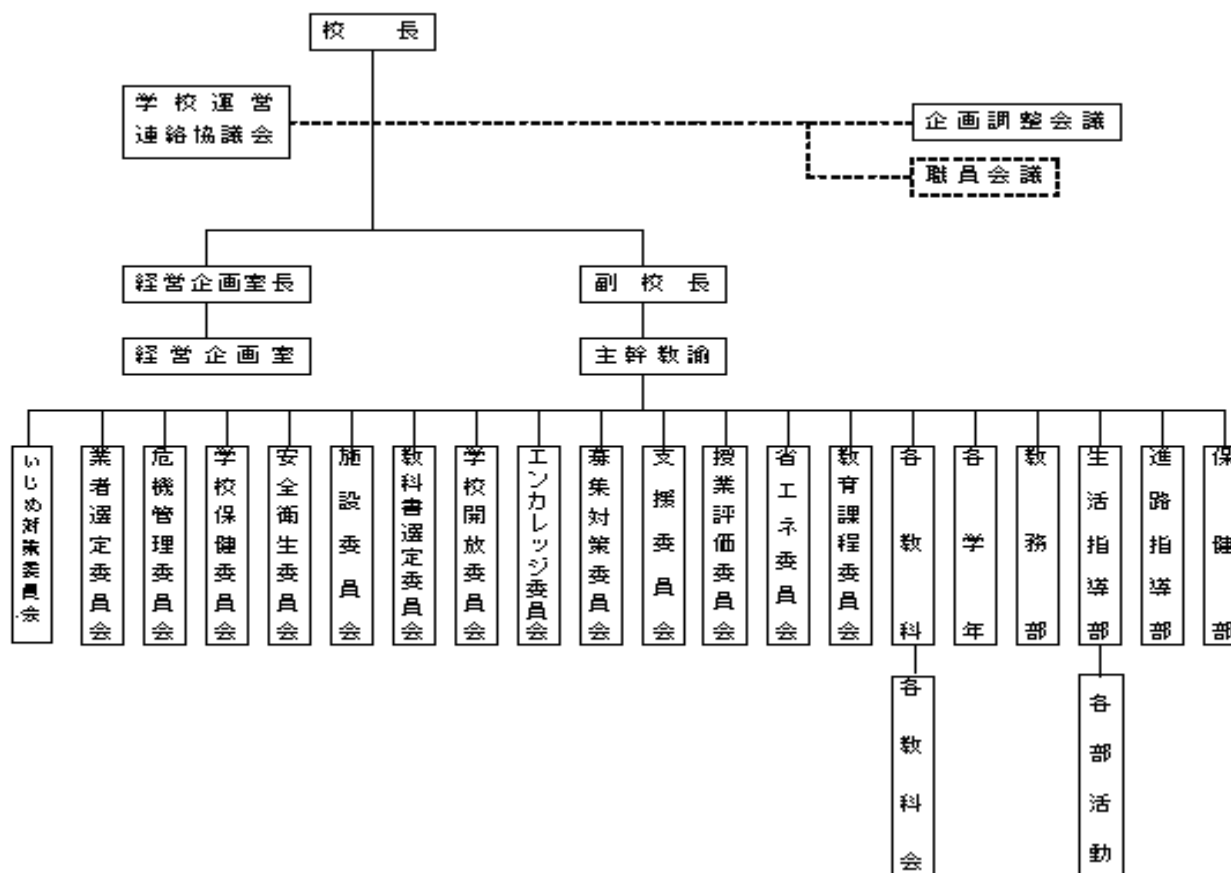 校長
学校運営
連絡協議会
企画調整会議
職員会議
経営企画室長
副校長
経営企画室
主幹教諭
いじめ対策委員会
業者選定委員会
危機管理委員会
学校保健委員会
安全衛生委員会
施設委員会
教科書選定委員会
学校開放委員会
エンカレッジ委員会
募集対策委員会
支援委員会
授業評価委員会
省エネ委員会
教育課程委員会
各教科
各学年
教務部
生活指導部
進路指導部
保健部
各教科会
各部活動